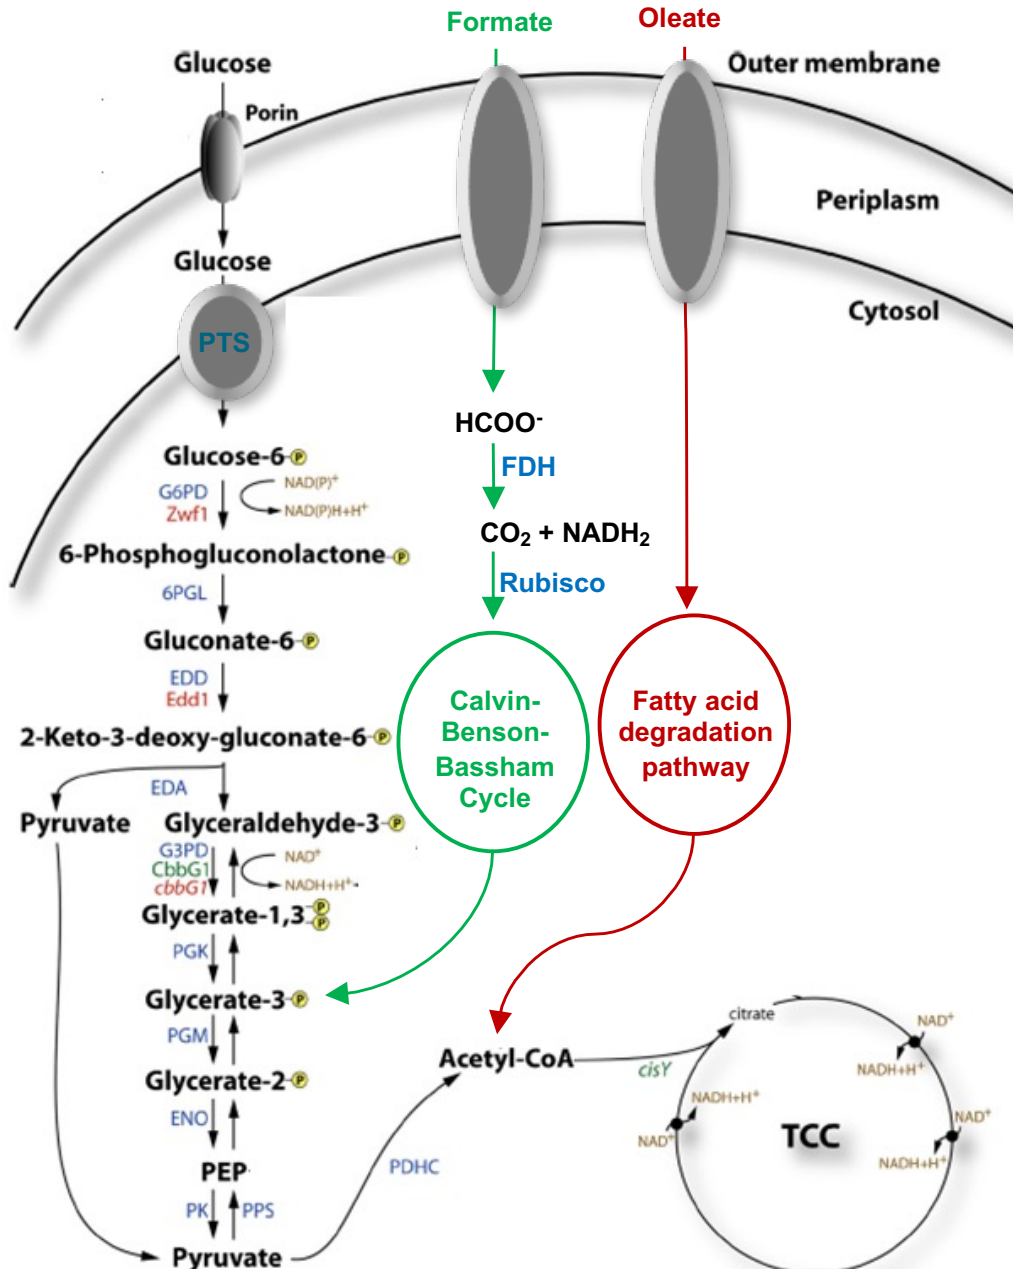 Formate
Oleate
Glucose
Outer membrane
Porin
Periplasm
Glucose
Cytosol
PTS
HCOO-
Glucose-6 P
FDH
NAD(P)+
G6PD
Zwf1
NAD(P)H+H+
CO2 + NADH2
6-Phosphogluconolactone P
Rubisco
6PGL
Gluconate-6 P
EDD
Edd1
Calvin-
Benson-
Bassham
Cycle
Fatty acid
degradation
pathway
2-Keto-3-deoxy-gluconate-6 P
EDA
Pyruvate
Glyceraldehyde-3 P
G3PD
CbbG1
cbbG1
NAD+
NADH+H+
Glycerate-1,3 P P
PGK
Glycerate-3 P
PGM
citrate
NAD+
Acetyl-CoA
cisY
NADH+H+
Glycerate-2 P
NADH+H+
ENO
NAD+
NAD+
TCC
NADH+H+
PEP
PDHC
PK
PPS
Pyruvate